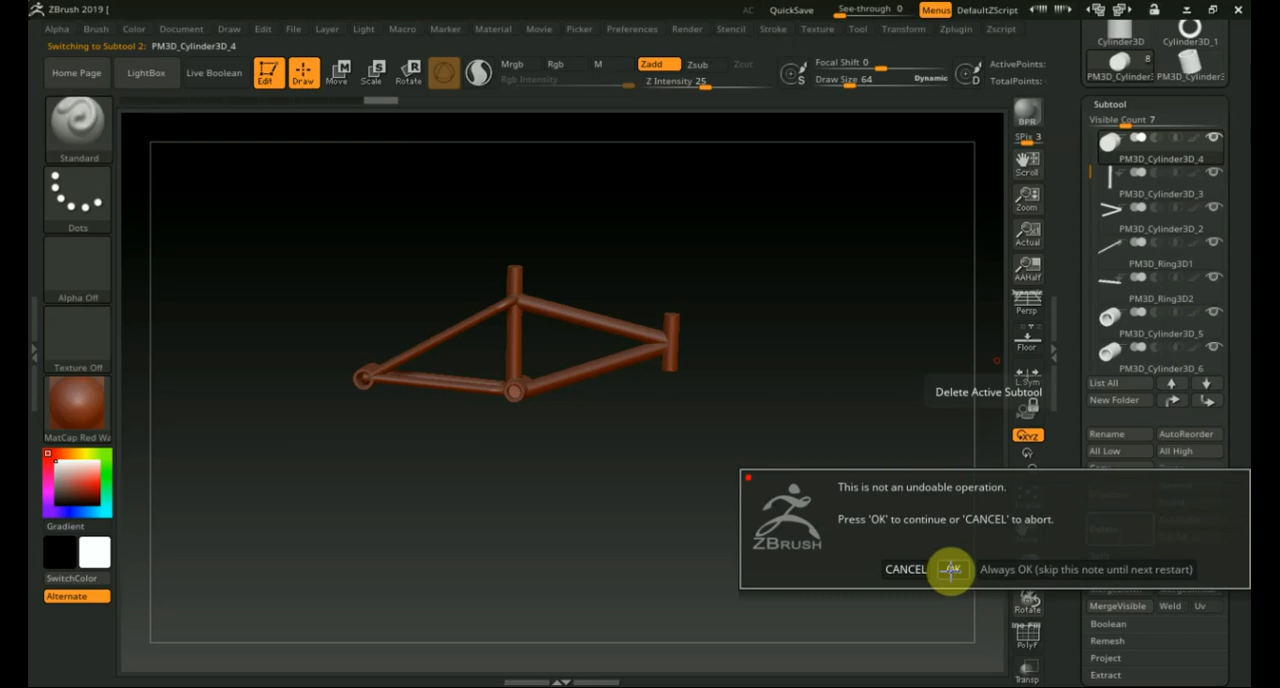 ZBrush 2019 [
AC
QuickSave
See-through 0
Menus
DefaultZScript
Alpha Brush Color Document Draw Edit File Layer Light Macro Marker Material Movie Picker Preferences Render Stencil Stroke Texture Tool Transform Zplugin Zscript
Switching to Subtool 2: PM3D_Cylinder3D_4
Home Page
LightBox
Live Boolean
Edit
Draw
Move
Scale
Rotate
Mrgb Rgb M
Rgb Intensity
Zadd Zsub Zcut
Z Intensity 25
Focal Shift 0
Draw Size 64
Dynamic
ActivePoints:
TotalPoints:
Standard
Dots
Alpha Off
Texture Off
MatCap Red Wa
Gradient
SwitchColor
Alternate
BPR
SPix 3
Scroll
Zoom
Actual
AAHalf
Dynamic
Persp
Floor
L.Sym
XYZ
Y
Rotate
PolyF
Transp
Cylinder3D
Cylinder3D_1
8
PM3D_Cylinder3
PM3D_Cylinder3
Subtool
Visible Count 7
PM3D_Cylinder3D_4
PM3D_Cylinder3D_3
PM3D_Cylinder3D_2
PM3D_Ring3D1
PM3D_Ring3D2
PM3D_Cylinder3D_5
PM3D_Cylinder3D_6
List All
New Folder
Rename
AutoReorder
All Low
All High
Delete Active Subtool
This is not an undoable operation.
Press 'OK' to continue or 'CANCEL' to abort.
ZBRUSH
CANCEL
OK
Always OK (skip this note until next restart)
MergeVisible
Weld
Uv
Boolean
Remesh
Project
Extract